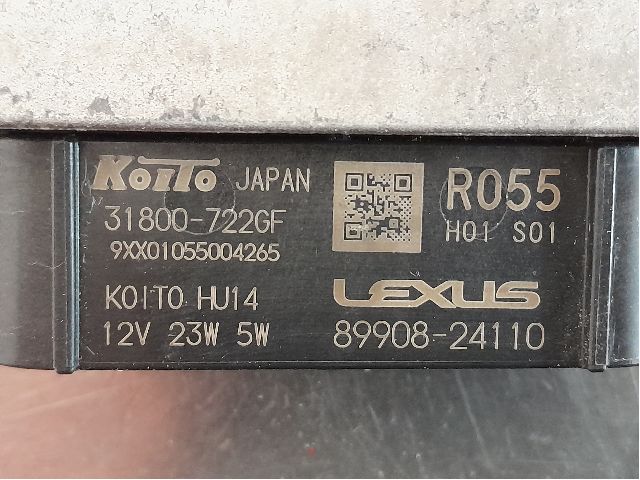 KOITO JAPAN
31800-722GF
9XX01055004265
KOITO HU14
12V 23W 5W
R055
H01 S01
LEXUS
89908-24110